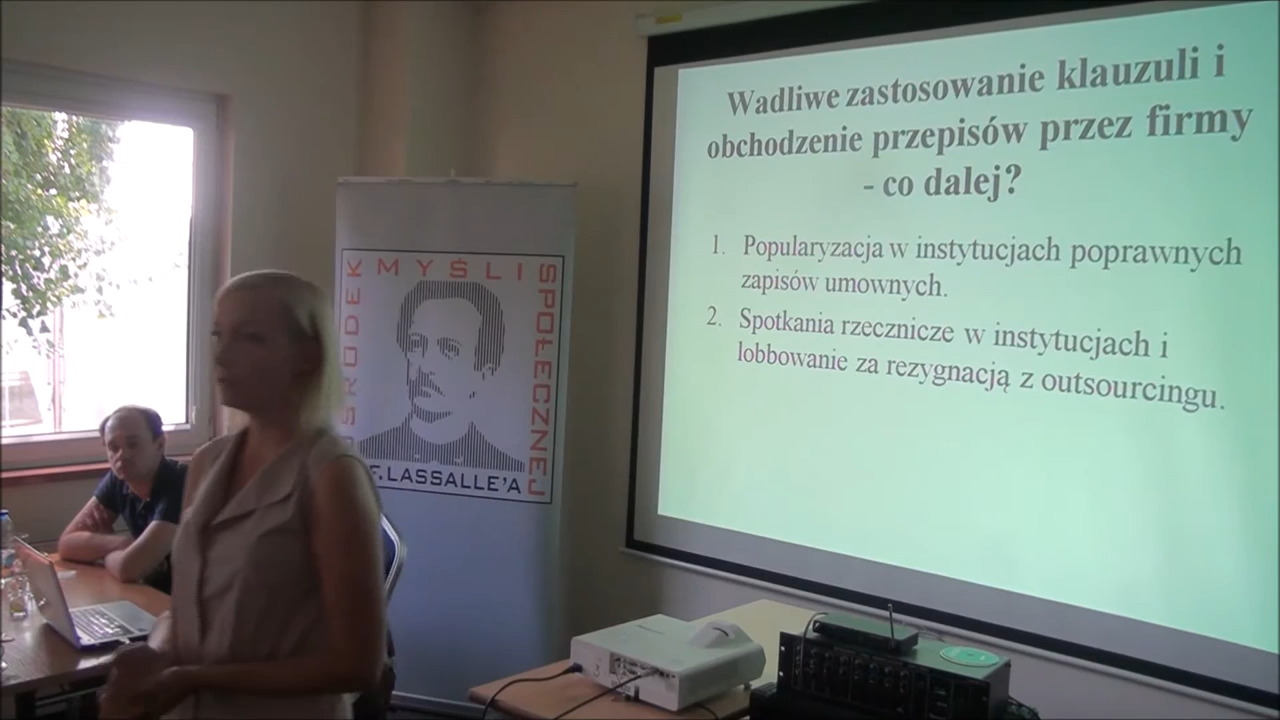 Wadliwe zastosowanie klauzuli i
obchodzenie przepisów przez firmy
- co dalej?
1. Popularyzacja w instytucjach poprawnych
zapisów umownych.
2. Spotkania rzecznicze w instytucjach i
lobbowanie za rezygnacją z outsourcingu.
OŚRODEK
MYŚLI
SPOŁECZNEJ
F. LASSALLE'A